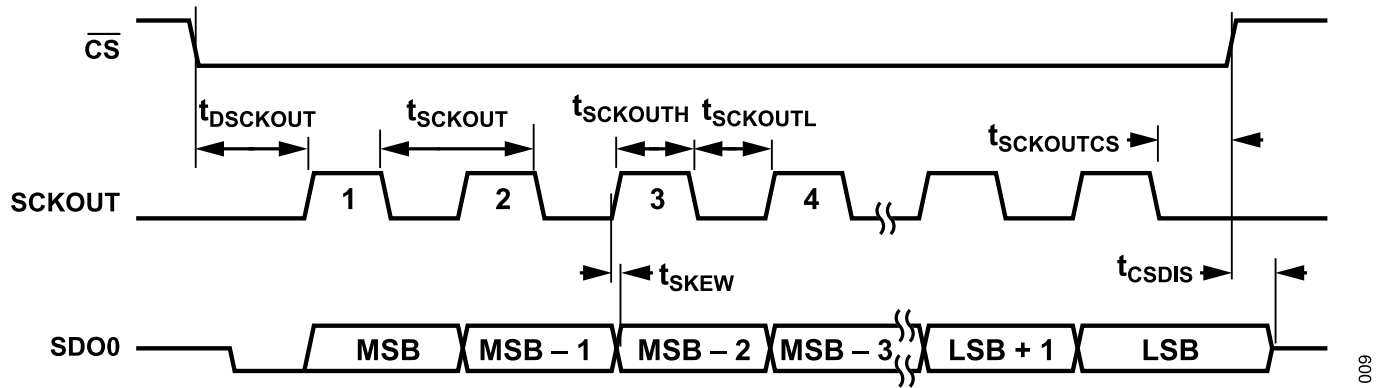 CS
tDSCKOUT tSCKOUT tSCKOUTH tSCKOUTL
tSCKOUTCS
SCKOUT 1 2 3 4
tSKEW tCSDIS
SDO0 MSB MSB – 1 MSB – 2 MSB – 3 LSB + 1 LSB
009